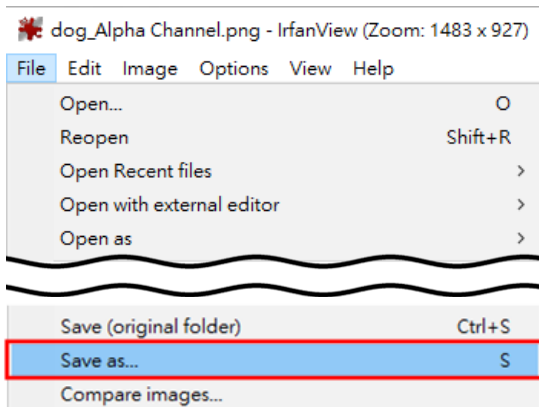 dog_Alpha Channel.png - IrfanView (Zoom: 1483 x 927)
File Edit Image Options View Help
Open... O
Reopen Shift+R
Open Recent files >
Open with external editor >
Open as >
Save (original folder) Ctrl+S
Save as... S
Compare images...